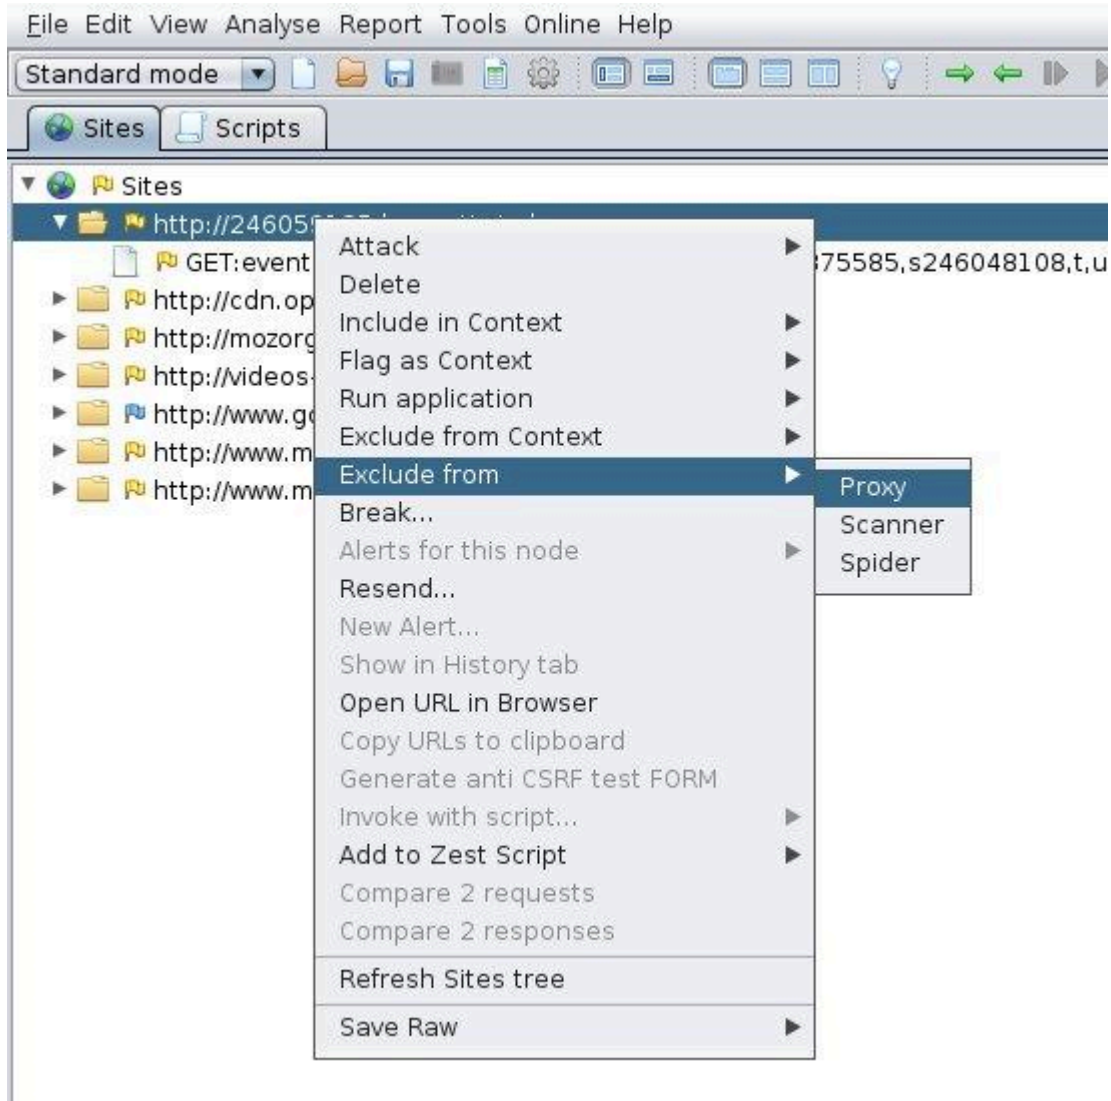 File Edit View Analyse Report Tools Online Help
Standard mode
Sites Scripts
Sites
http://24605
GET:event 375585,s246048108,t,u
http://cdn.op
http://mozorg
http://videos-
http://www.go
http://www.m
http://www.m
Attack
Delete
Include in Context
Flag as Context
Run application
Exclude from Context
Exclude from
Break...
Alerts for this node
Resend...
New Alert...
Show in History tab
Open URL in Browser
Copy URLs to clipboard
Generate anti CSRF test FORM
Invoke with script...
Add to Zest Script
Compare 2 requests
Compare 2 responses
Refresh Sites tree
Save Raw
Proxy
Scanner
Spider